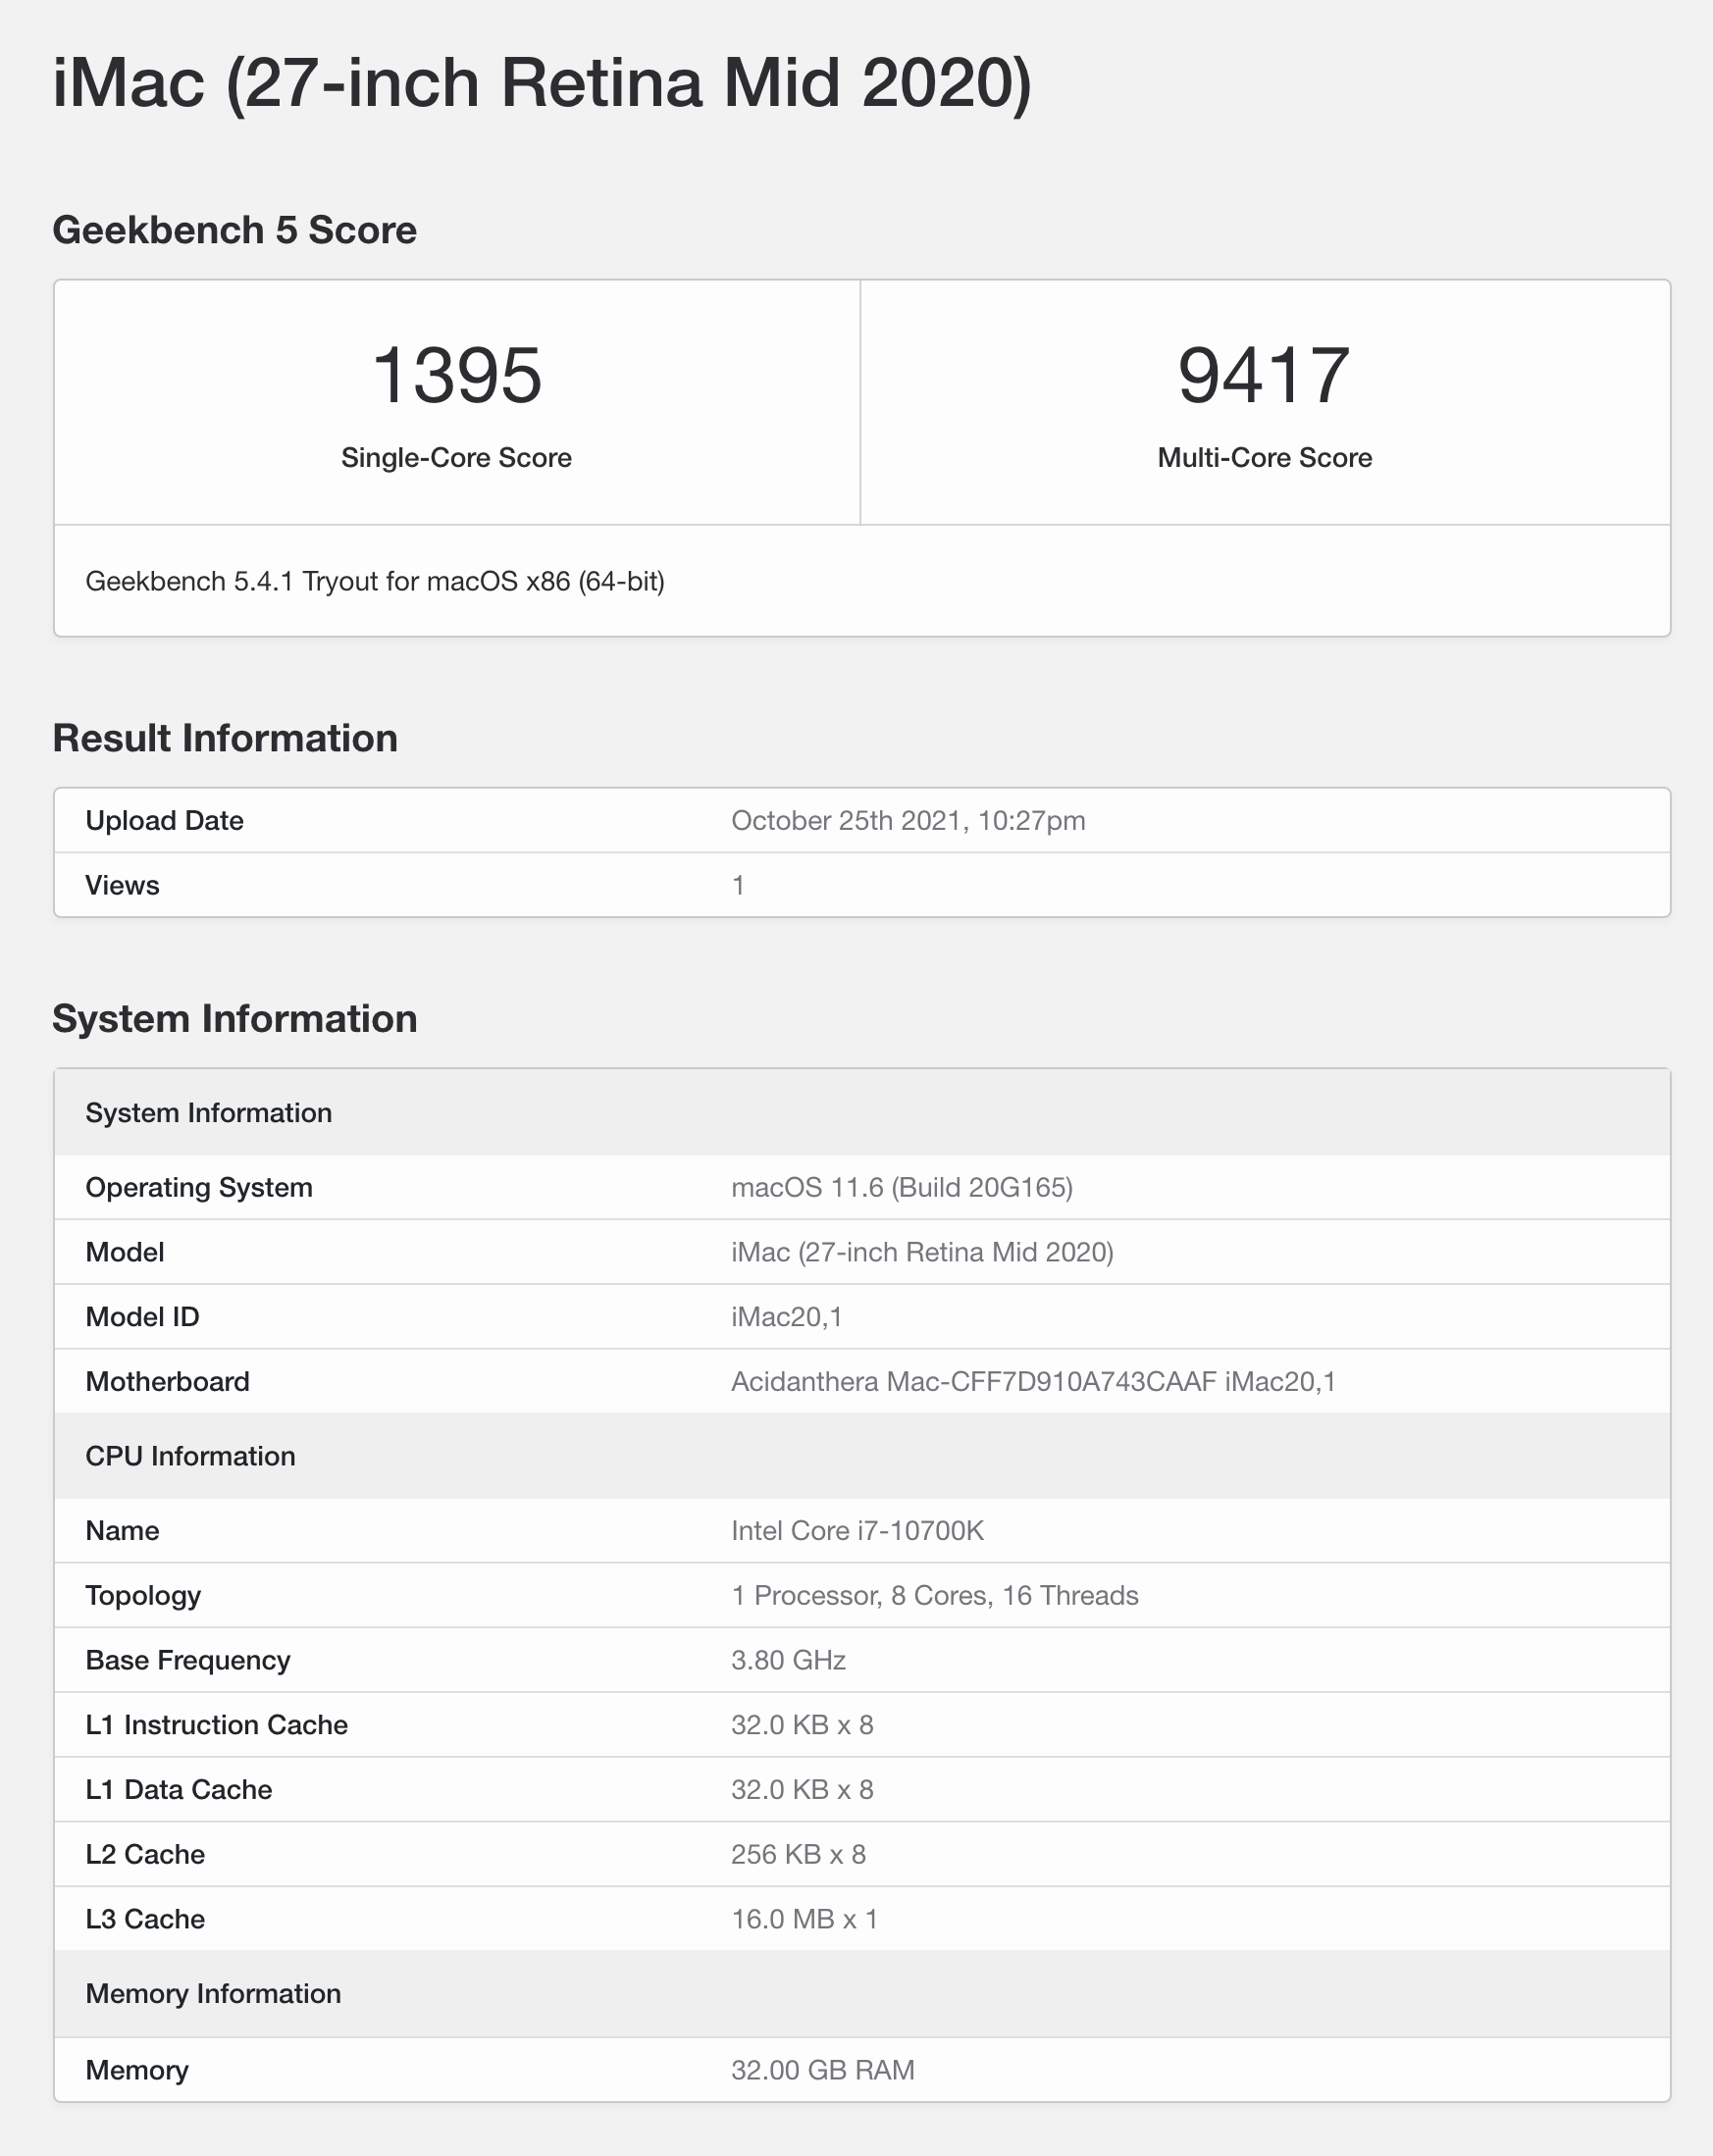 iMac (27-inch Retina Mid 2020)
Geekbench 5 Score
1395 9417
Single-Core Score Multi-Core Score
Geekbench 5.4.1 Tryout for macOS x86 (64-bit)
Result Information
Upload Date October 25th 2021, 10:27pm
Views 1
System Information
System Information
Operating System macOS 11.6 (Build 20G165)
Model iMac (27-inch Retina Mid 2020)
Model ID iMac20,1
Motherboard Acidanthera Mac-CFF7D910A743CAAF iMac20,1
CPU Information
Name Intel Core i7-10700K
Topology 1 Processor, 8 Cores, 16 Threads
Base Frequency 3.80 GHz
L1 Instruction Cache 32.0 KB x 8
L1 Data Cache 32.0 KB x 8
L2 Cache 256 KB x 8
L3 Cache 16.0 MB x 1
Memory Information
Memory 32.00 GB RAM